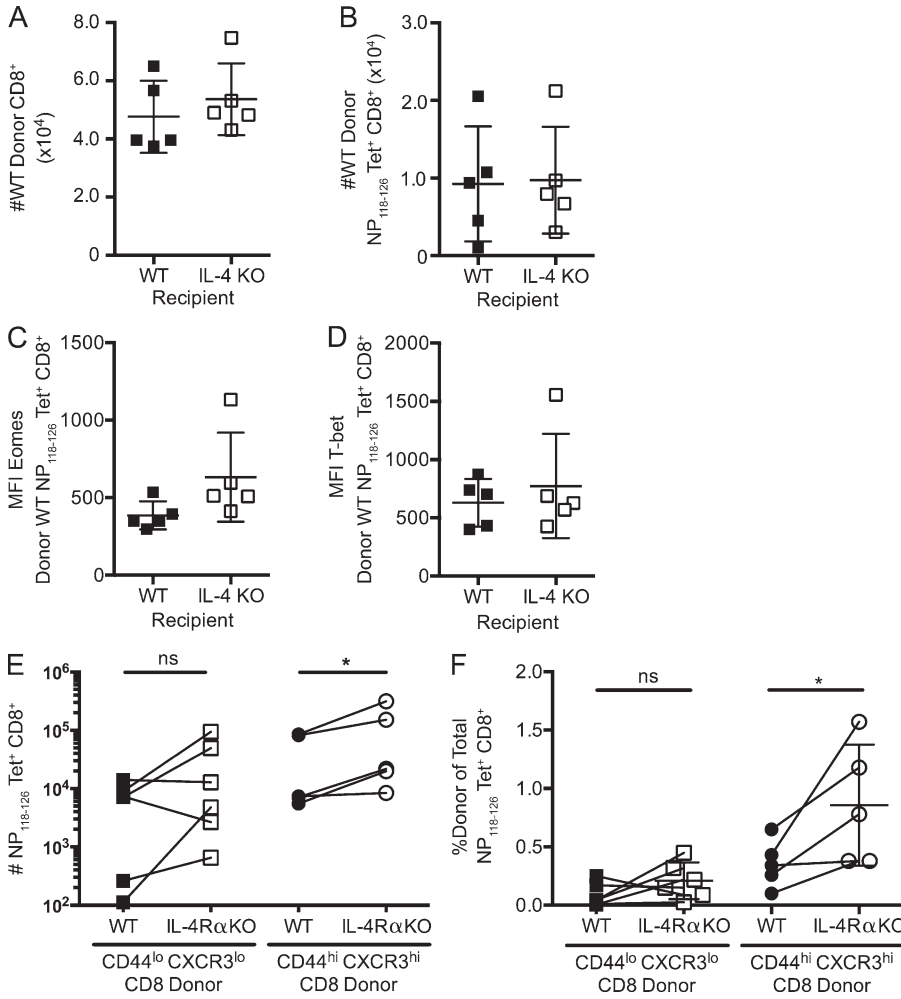 A
#WT Donor CD8⁺
(x10⁴)
8.0
6.0
4.0
2.0
0
WT IL-4 KO
Recipient
B
#WT Donor
NP₁₁₈₋₁₂₆ Tet⁺ CD8⁺ (x10⁴)
3.0
2.0
1.0
0
WT IL-4 KO
Recipient
C
MFI Eomes
Donor WT NP₁₁₈₋₁₂₆ Tet⁺ CD8⁺
1500
1000
500
0
WT IL-4 KO
Recipient
D
MFI T-bet
Donor WT NP₁₁₈₋₁₂₆ Tet⁺ CD8⁺
2000
1500
1000
500
0
WT IL-4 KO
Recipient
E
# NP₁₁₈₋₁₂₆ Tet⁺ CD8⁺
10⁶
10⁵
10⁴
10³
10²
ns
*
WT IL-4RαKO WT IL-4RαKO
CD44ˡᵒ CXCR3ˡᵒ CD44ʰⁱ CXCR3ʰⁱ
CD8 Donor CD8 Donor
F
%Donor of Total
NP₁₁₈₋₁₂₆ Tet⁺ CD8⁺
2.0
1.5
1.0
0.5
0.0
ns
*
WT IL-4RαKO WT IL-4RαKO
CD44ˡᵒ CXCR3ˡᵒ CD44ʰⁱ CXCR3ʰⁱ
CD8 Donor CD8 Donor